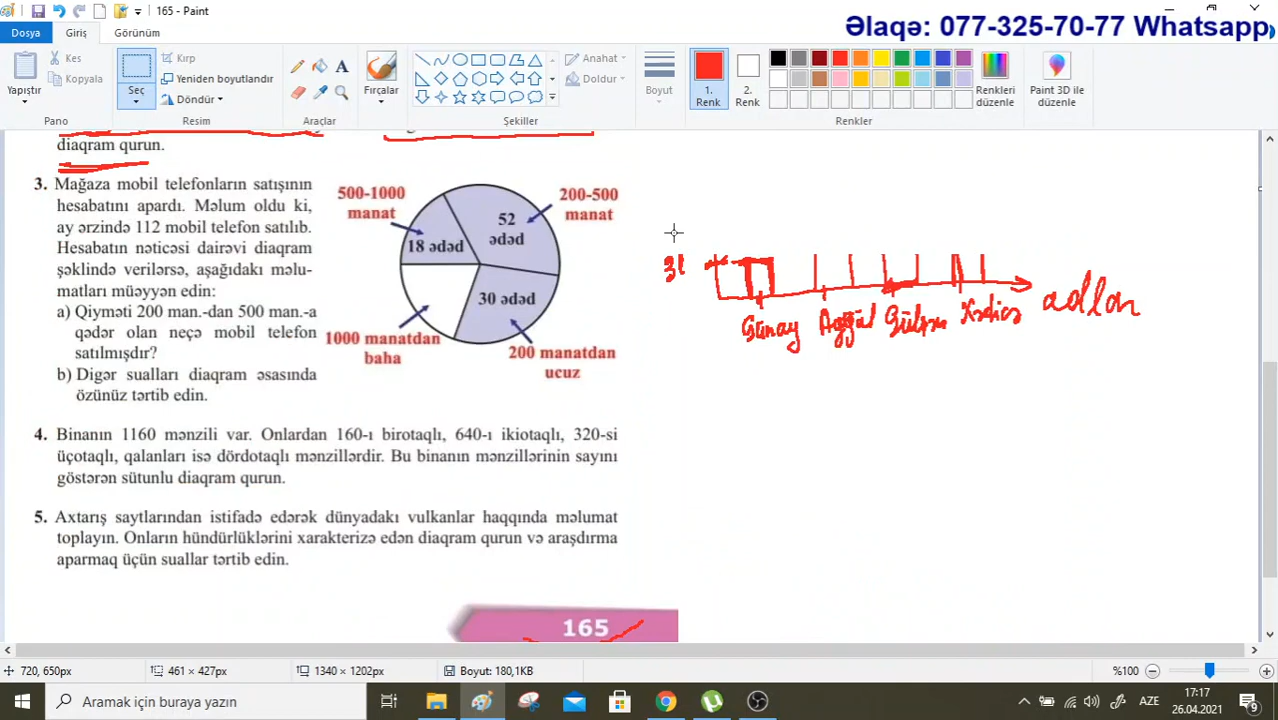 165 - Paint
Əlaqə: 077-325-70-77 Whatsapp
Dosya
Giriş
Görünüm
Yapıştır
Kes
Kopyala
Pano
Seç
Kırp
Yeniden boyutlandır
Döndür
Resim
A
Araçlar
Fırçalar
Anahat
Doldur
Şekiller
Boyut
1.
Renk
2.
Renk
Renkler
Renkleri
düzenle
Paint 3D ile
düzenle
diaqram qurun.
3. Mağaza mobil telefonların satışının
hesabatını apardı. Məlum oldu ki,
ay ərzində 112 mobil telefon satılıb.
Hesabatın nəticəsi dairəvi diaqram
şəklində verilərsə, aşağıdakı məlu-
matları müəyyən edin:
a) Qiyməti 200 man.-dan 500 man.-a
qədər olan neçə mobil telefon
satılmışdır?
b) Digər sualları diaqram əsasında
özünüz tərtib edin.
500-1000
manat
200-500
manat
52
ədəd
18 ədəd
30 ədəd
1000 manatdan
baha
200 manatdan
ucuz
31
Günay
Aygül
Xədicə
adlar
4. Binanın 1160 mənzili var. Onlardan 160-ı birotaqlı, 640-ı ikiotaqlı, 320-si
üçotaqlı, qalanları isə dördotaqlı mənzillərdir. Bu binanın mənzillərinin sayını
göstərən sütunlu diaqram qurun.
5. Axtarış saytlarından istifadə edərək dünyadakı vulkanlar haqqında məlumat
toplayın. Onların hündürlüklərini xarakterizə edən diaqram qurun və araşdırma
aparmaq üçün suallar tərtib edin.
165
720, 650px
461 × 427px
1340 × 1202px
Boyut: 180,1KB
%100
Aramak için buraya yazın
AZE
17:17
26.04.2021
9